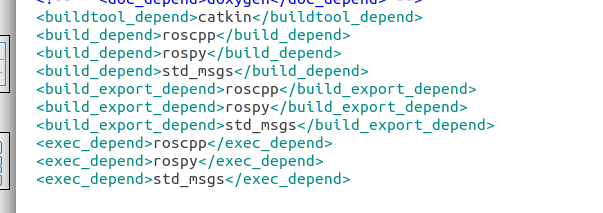 <!--   <doc_depend>doxygen</doc_depend> -->
<buildtool_depend>catkin</buildtool_depend>
<build_depend>roscpp</build_depend>
<build_depend>rospy</build_depend>
<build_depend>std_msgs</build_depend>
<build_export_depend>roscpp</build_export_depend>
<build_export_depend>rospy</build_export_depend>
<build_export_depend>std_msgs</build_export_depend>
<exec_depend>roscpp</exec_depend>
<exec_depend>rospy</exec_depend>
<exec_depend>std_msgs</exec_depend>